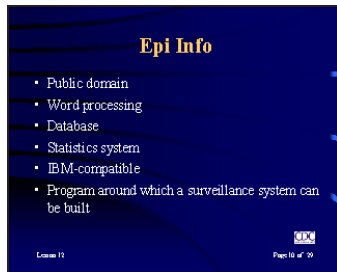 Epi Info
• Public domain
• Word processing
• Database
• Statistics system
• IBM-compatible
• Program around which a surveillance system can
be built
CDC
Lesson 12
Page 10 of 29